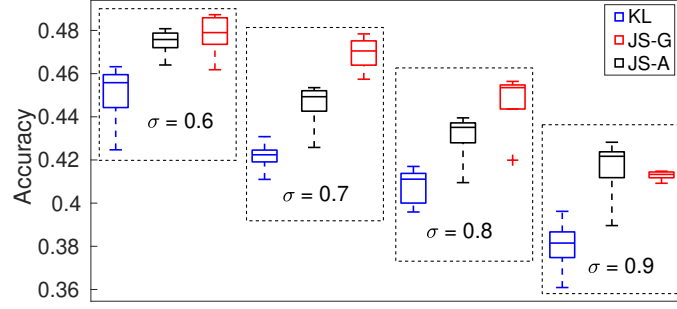 0.48
0.46
0.44
0.42
0.4
0.38
0.36
Accuracy
σ = 0.6
σ = 0.7
σ = 0.8
σ = 0.9
KL
JS-G
JS-A